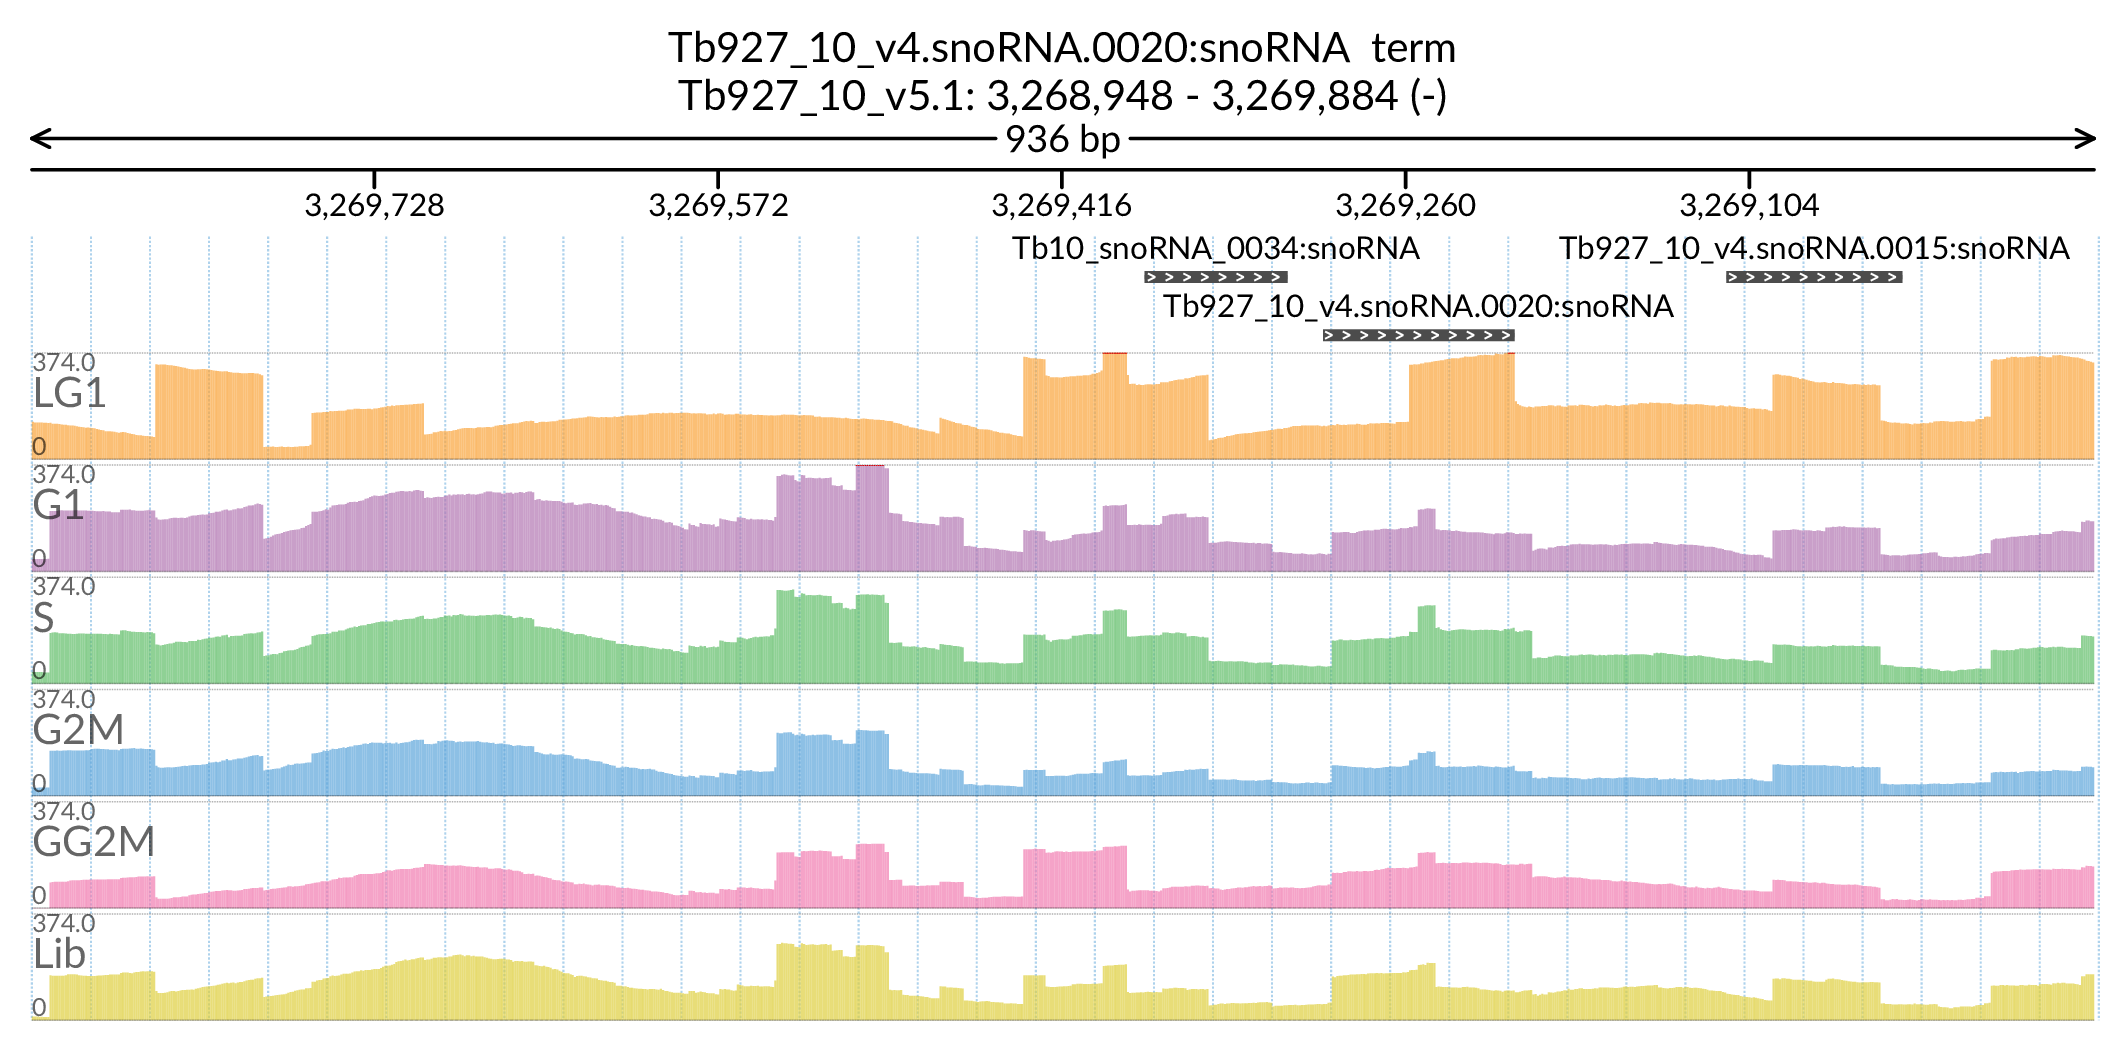 Tb927_10_v4.snoRNA.0020:snoRNA term
Tb927_10_v5.1: 3,268,948 - 3,269,884 (-)
936 bp
3,269,728 3,269,572 3,269,416 3,269,260 3,269,104
Tb10_snoRNA_0034:snoRNA Tb927_10_v4.snoRNA.0015:snoRNA
Tb927_10_v4.snoRNA.0020:snoRNA
374.0
LG1
0
374.0
G1
0
374.0
S
0
374.0
G2M
0
374.0
GG2M
0
374.0
Lib
0